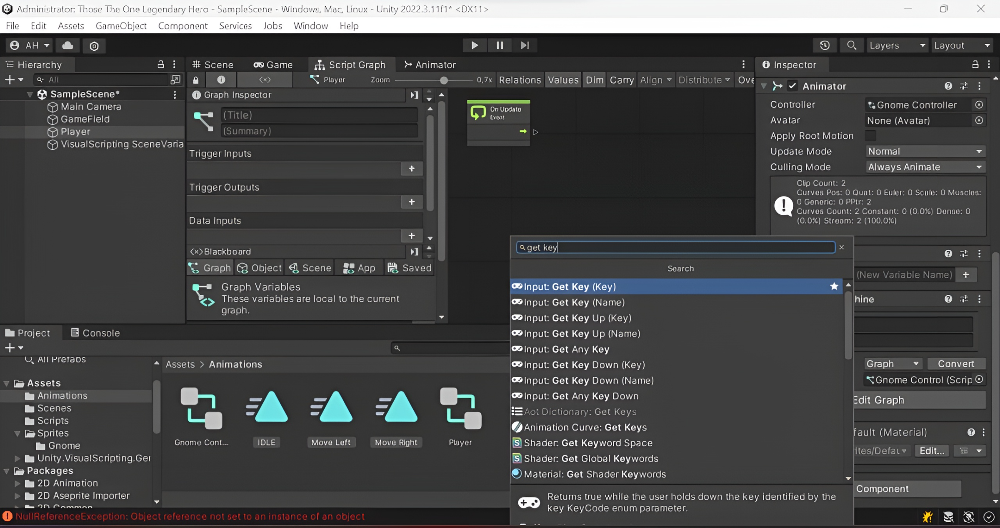 Administrator: Those The One Legendary Hero - SampleScene - Windows, Mac, Linux - Unity 2022.3.11f1* <DX11>
File Edit Assets GameObject Component Services Jobs Window Help
AH
Layers Layout
Hierarchy
All
SampleScene*
Main Camera
GameField
Player
VisualScripting SceneVaria
Scene Game Script Graph Animator
Player Zoom 0,7x Relations Values Dim Carry Align Distribute Ove
Graph Inspector
(Title)
(Summary)
Trigger Inputs
Trigger Outputs
Data Inputs
<x> Blackboard
Graph Object Scene App Saved
Graph Variables
These variables are local to the current
graph.
On Update
Event
Inspector
Animator
Controller Gnome Controller
Avatar None (Avatar)
Apply Root Motion
Update Mode Normal
Culling Mode Always Animate
Clip Count: 2
Curves Pos: 0 Quat: 0 Euler: 0 Scale: 0 Muscles:
0 Generic: 0 PPtr: 2
Curves Count: 2 Constant: 0 (0.0%) Dense: 0
(0.0%) Stream: 2 (100.0%)
(New Variable Name)
hine
Graph Convert
Gnome Control (Scrip
Edit Graph
fault (Material)
ites/Defau Edit...
Component
get key
Search
Input: Get Key (Key)
Input: Get Key (Name)
Input: Get Key Up (Key)
Input: Get Key Up (Name)
Input: Get Any Key
Input: Get Key Down (Key)
Input: Get Key Down (Name)
Input: Get Any Key Down
Aot Dictionary: Get Keys
Animation Curve: Get Keys
Shader: Get Keyword Space
Shader: Get Global Keywords
Material: Get Shader Keywords
Returns true while the user holds down the key identified by the
key KeyCode enum parameter.
Project Console
All Prefabs
Assets
Animations
Scenes
Scripts
Sprites
Gnome
Unity.VisualScripting.Ger
Packages
2D Animation
2D Aseprite Importer
2D Common
Assets > Animations
Gnome Cont... IDLE Move Left Move Right Player
NullReferenceException: Object reference not set to an instance of an object